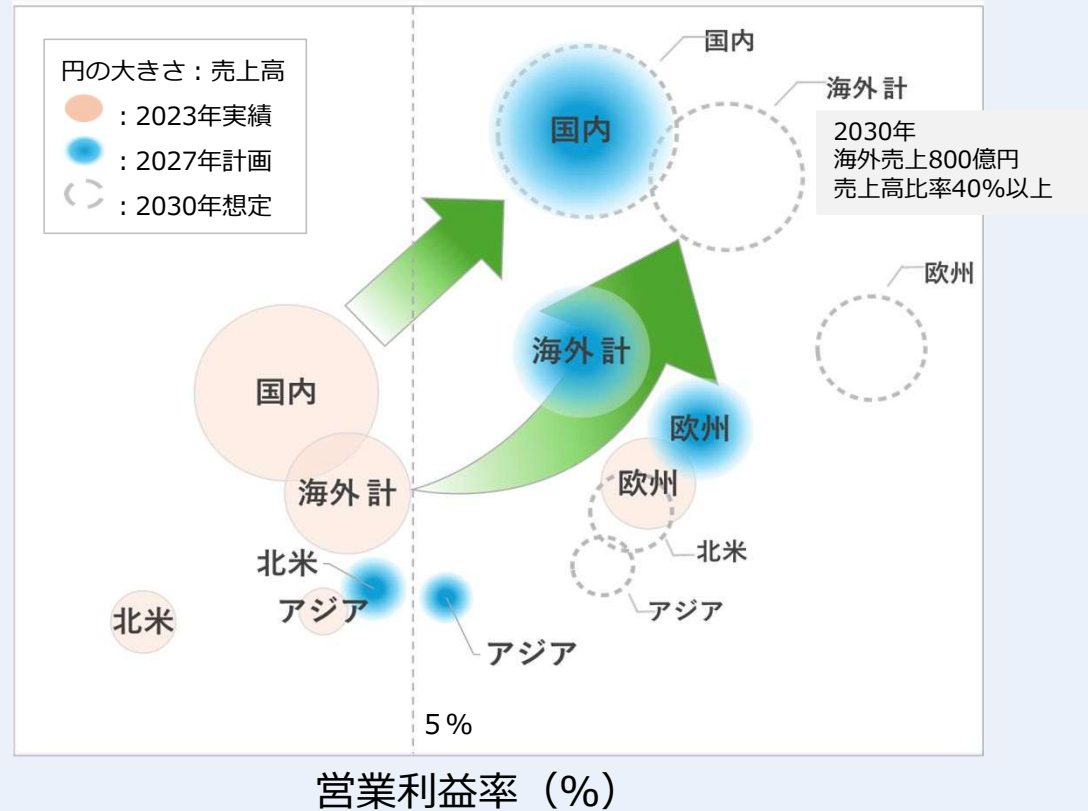 円の大きさ：売上高
：2023年実績
：2027年計画
：2030年想定
国内
海外計
2030年
海外売上800億円
売上高比率40%以上
国内
欧州
海外計
国内
欧州
海外計
欧州
北米
北米
アジア
アジア
北米
アジア
5％
営業利益率（%）